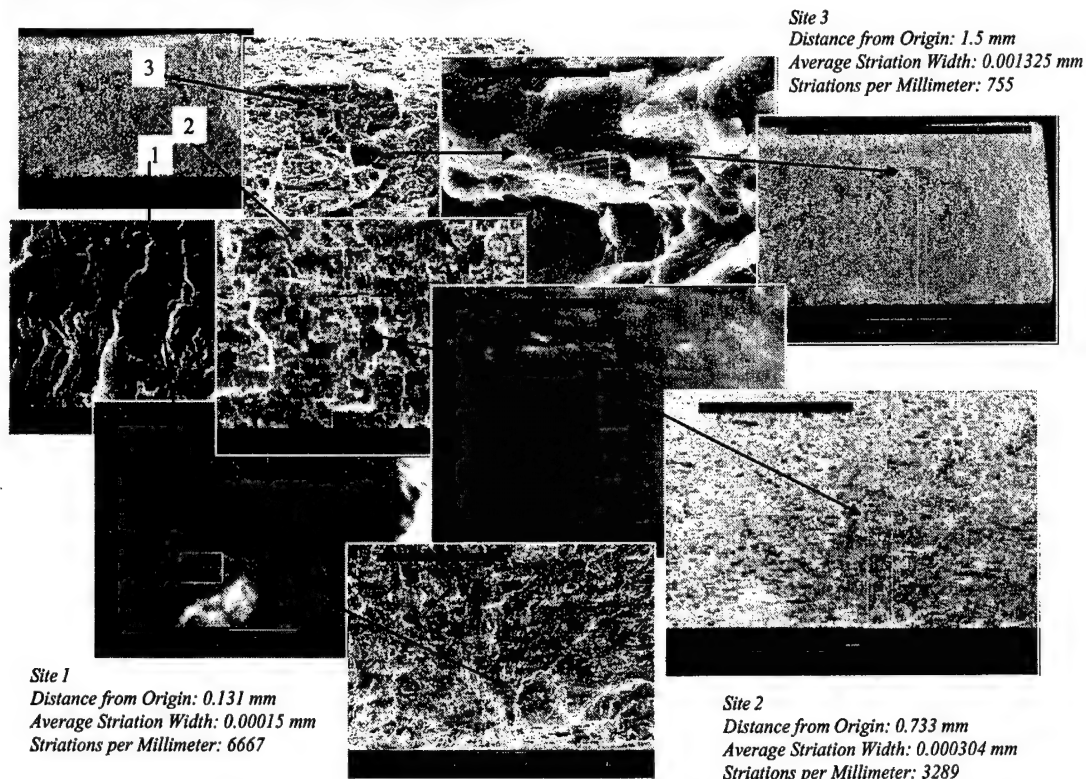 Site 3
Distance from Origin: 1.5 mm
Average Striation Width: 0.001325 mm
Striations per Millimeter: 755
3
2
1
Site 1
Distance from Origin: 0.131 mm
Average Striation Width: 0.00015 mm
Striations per Millimeter: 6667
Site 2
Distance from Origin: 0.733 mm
Average Striation Width: 0.000304 mm
Striations per Millimeter: 3289